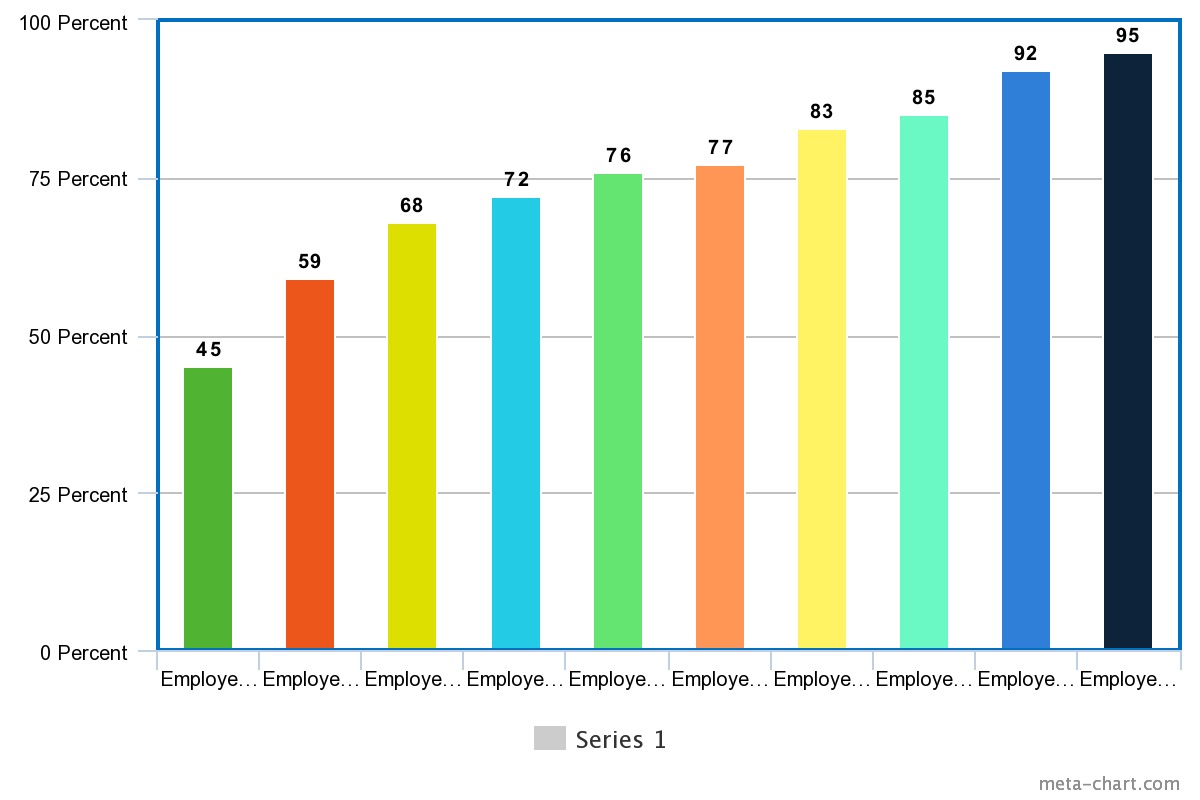 100 Percent
95
92
85
83
77
76
75 Percent
72
68
59
50 Percent
45
25 Percent
0 Percent
Employe… Employe… Employe… Employe… Employe… Employe… Employe… Employe… Employe… Employe…
Series 1
meta-chart.com